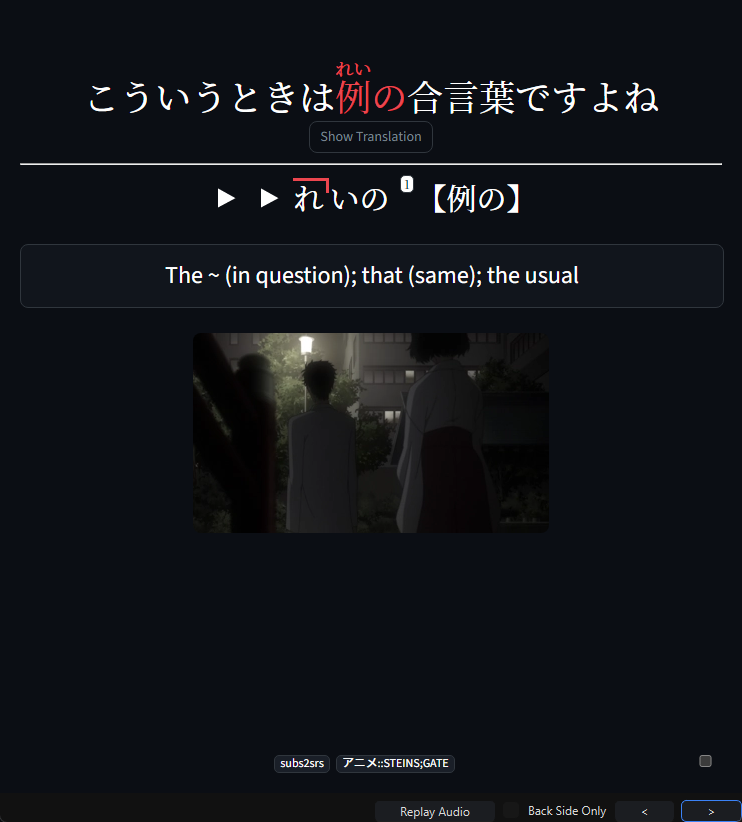 れい
こういうときは例の合言葉ですよね
Show Translation
▶ ▶ れいの 1 【例の】
The ~ (in question); that (same); the usual
subs2srs アニメ::STEINS;GATE
Replay Audio Back Side Only < >